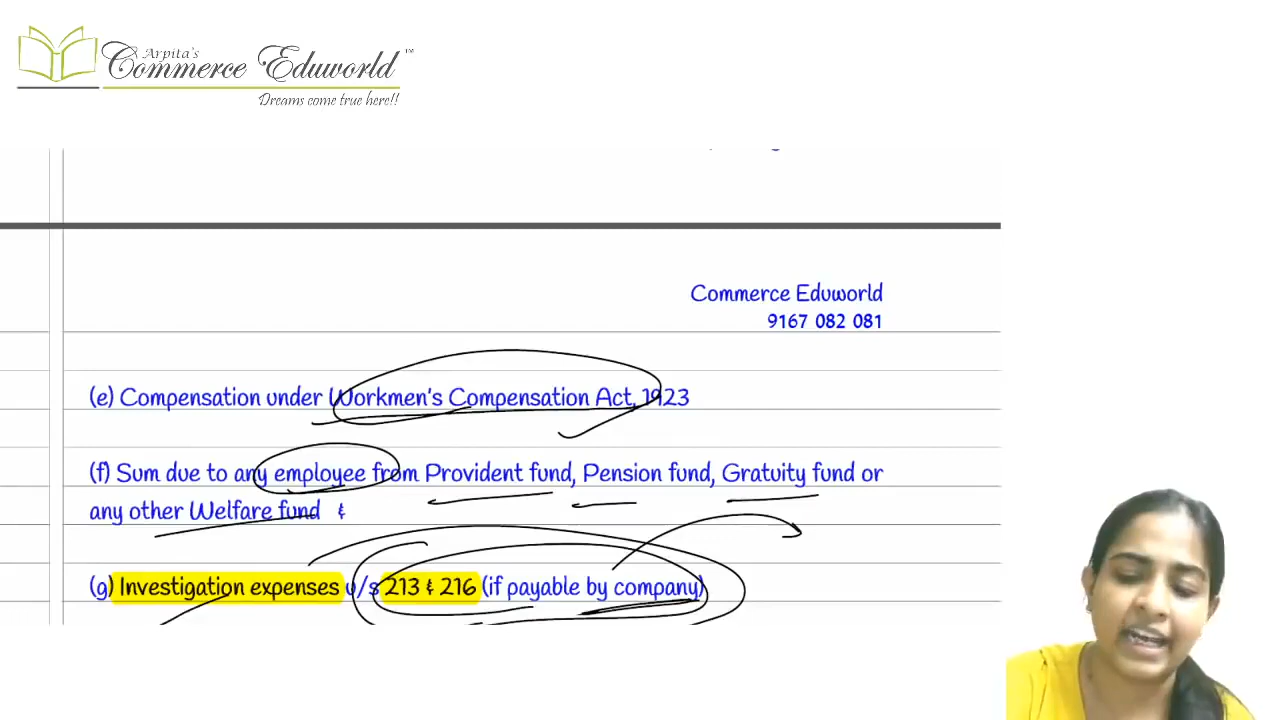 Arpita's
Commerce Eduworld™
Dreams come true here!!
Commerce Eduworld
9167 082 081
(e) Compensation under Workmen's Compensation Act, 1923
(f) Sum due to any employee from Provident fund, Pension fund, Gratuity fund or
any other Welfare fund &
(g) Investigation expenses u/s 213 & 216 (if payable by company)